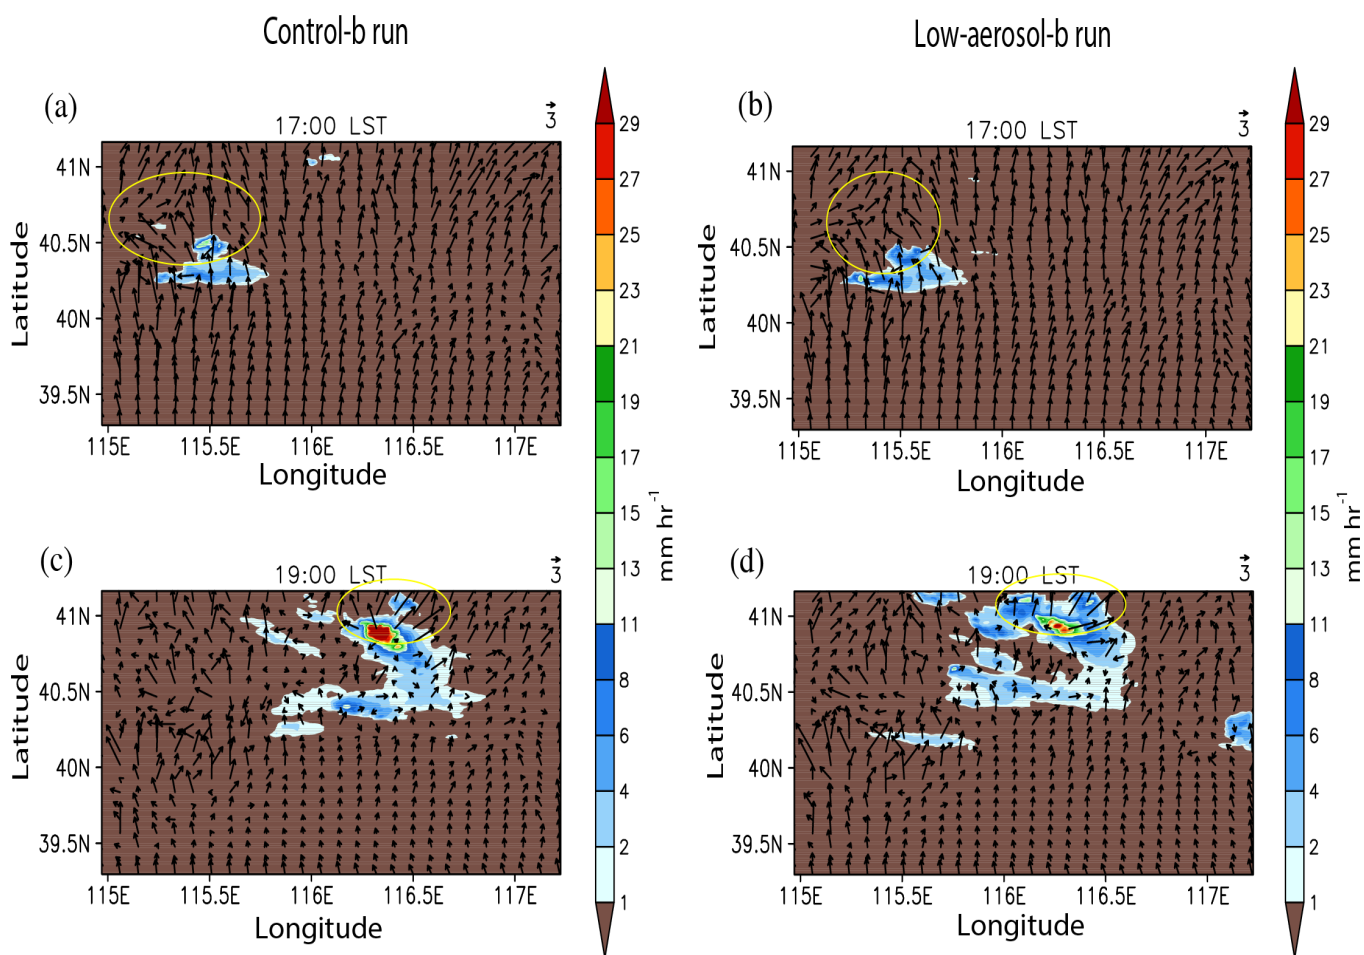 Control-b run
Low-aerosol-b run
(a)
17:00 LST
3
41N
40.5N
40N
39.5N
115E 115.5E 116E 116.5E 117E
Latitude
Longitude
29
27
25
23
21
19
17
15
13
11
8
6
4
2
1
mm hr-1
(b)
17:00 LST
3
41N
40.5N
40N
39.5N
115E 115.5E 116E 116.5E 117E
Latitude
Longitude
29
27
25
23
21
19
17
15
13
11
8
6
4
2
1
mm hr-1
(c)
19:00 LST
3
41N
40.5N
40N
39.5N
115E 115.5E 116E 116.5E 117E
Latitude
Longitude
(d)
19:00 LST
3
41N
40.5N
40N
39.5N
115E 115.5E 116E 116.5E 117E
Latitude
Longitude